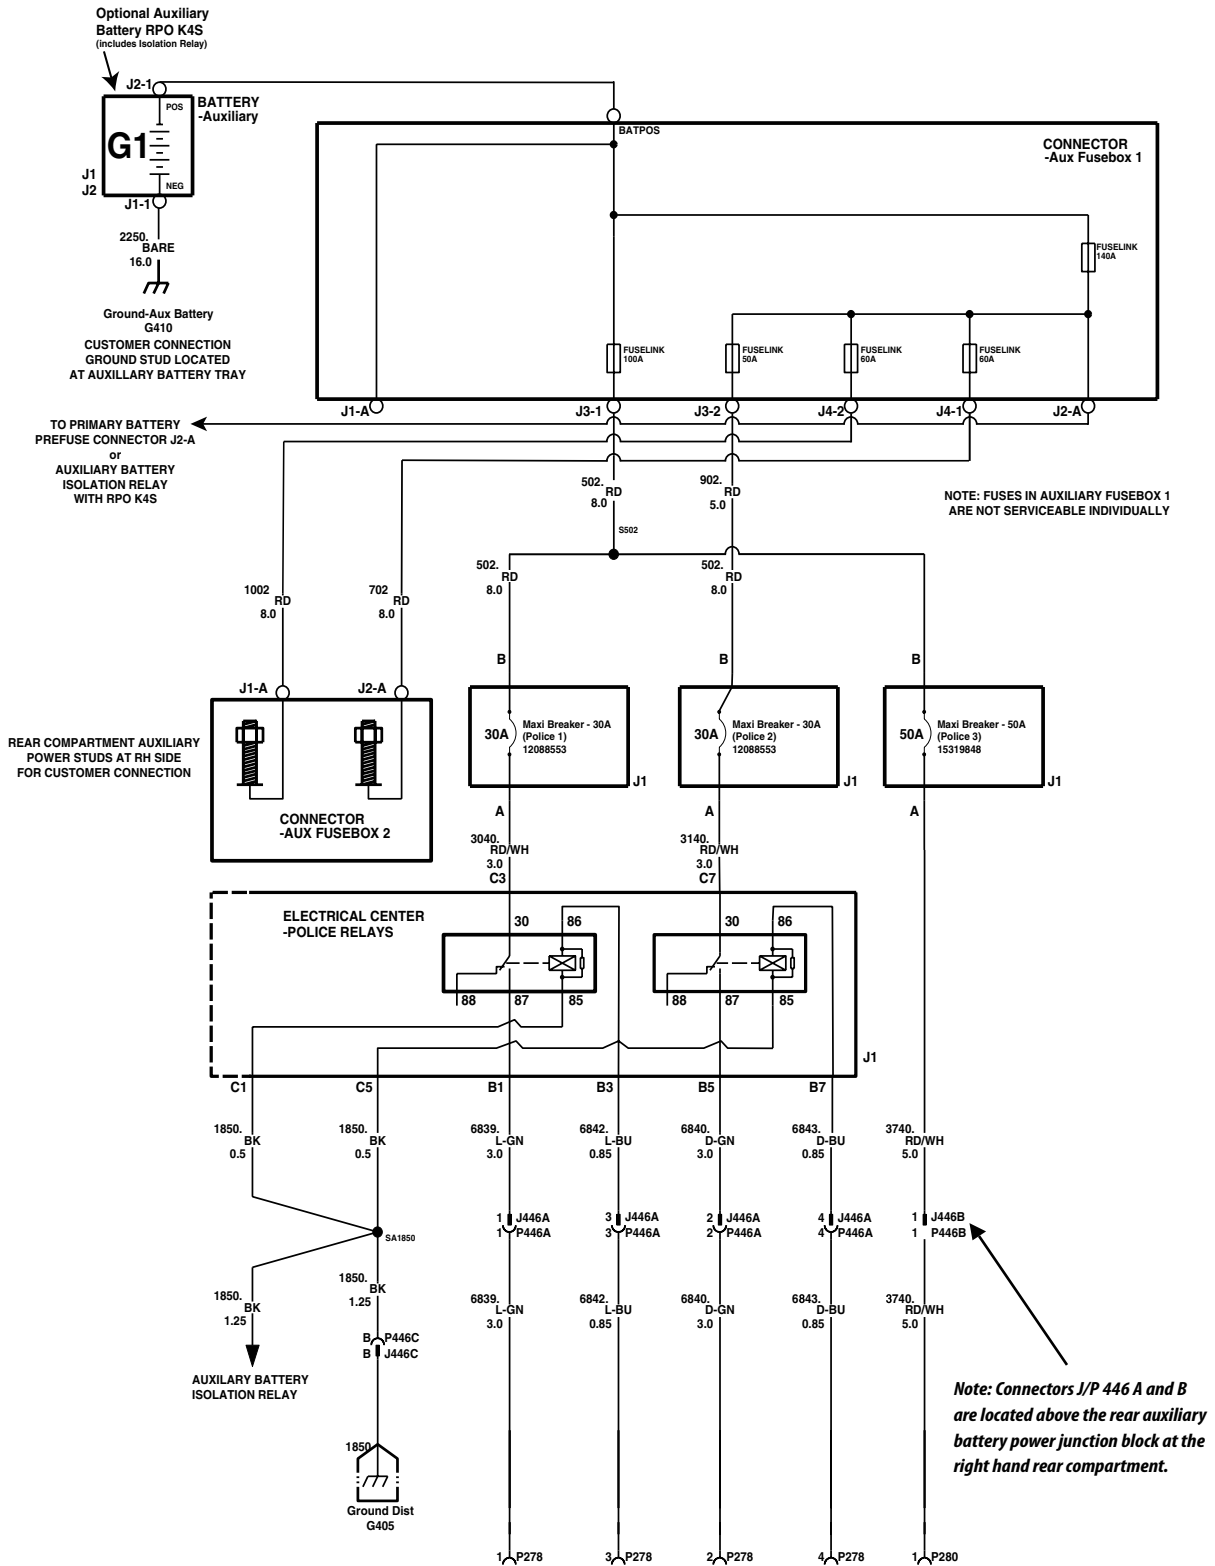 Optional Auxiliary
Battery RPO K4S
(includes Isolation Relay)
J2-1
BATTERY
-Auxiliary
POS
G1
J1
J2
NEG
J1-1
2250.
BARE
16.0
Ground-Aux Battery
G410
CUSTOMER CONNECTION
GROUND STUD LOCATED
AT AUXILLARY BATTERY TRAY
BATPOS
CONNECTOR
-Aux Fusebox 1
FUSELINK
140A
FUSELINK
100A
FUSELINK
50A
FUSELINK
60A
FUSELINK
60A
J1-A
J3-1
J3-2
J4-2
J4-1
J2-A
TO PRIMARY BATTERY
PREFUSE CONNECTOR J2-A
or
AUXILIARY BATTERY
ISOLATION RELAY
WITH RPO K4S
502.
RD
8.0
902.
RD
5.0
NOTE: FUSES IN AUXILIARY FUSEBOX 1
ARE NOT SERVICEABLE INDIVIDUALLY
S502
502.
RD
8.0
502.
RD
8.0
1002
RD
8.0
702
RD
8.0
B
B
B
J1-A
J2-A
REAR COMPARTMENT AUXILIARY
POWER STUDS AT RH SIDE
FOR CUSTOMER CONNECTION
CONNECTOR
-AUX FUSEBOX 2
30A
Maxi Breaker - 30A
(Police 1)
12088553
J1
30A
Maxi Breaker - 30A
(Police 2)
12088553
J1
50A
Maxi Breaker - 50A
(Police 3)
15319848
J1
A
A
A
3040.
RD/WH
3.0
C3
3140.
RD/WH
3.0
C7
ELECTRICAL CENTER
-POLICE RELAYS
30
86
30
86
88
87
85
88
87
85
J1
C1
C5
B1
B3
B5
B7
1850.
BK
0.5
1850.
BK
0.5
6839.
L-GN
3.0
6842.
L-BU
0.85
6840.
D-GN
3.0
6843.
D-BU
0.85
3740.
RD/WH
5.0
1 J446A
1 P446A
3 J446A
3 P446A
2 J446A
2 P446A
4 J446A
4 P446A
1 J446B
1 P446B
SA1850
1850.
BK
1.25
1850.
BK
1.25
6839.
L-GN
3.0
6842.
L-BU
0.85
6840.
D-GN
3.0
6843.
D-BU
0.85
3740.
RD/WH
5.0
B P446C
B J446C
AUXILARY BATTERY
ISOLATION RELAY
Note: Connectors J/P 446 A and B
are located above the rear auxiliary
battery power junction block at the
right hand rear compartment.
1850
Ground Dist
G405
1 P278
3 P278
2 P278
4 P278
1 P280